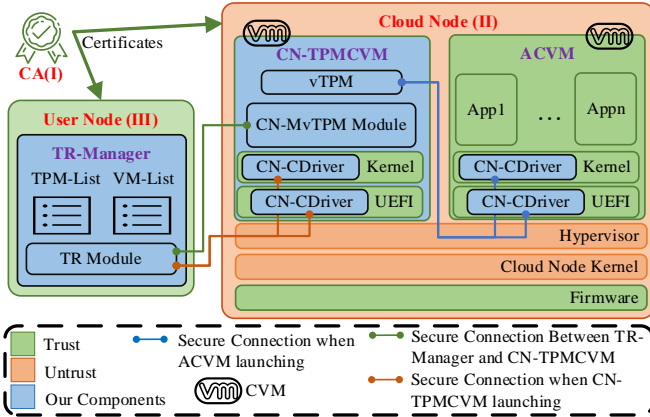 Cloud Node (II)
Certificates
CA(I)
vm
CN-TPMCVM
vm
ACVM
vTPM
CN-MvTPM Module
App1
...
Appn
User Node (III)
TR-Manager
TPM-List
VM-List
TR Module
CN-CDriver
Kernel
CN-CDriver
UEFI
CN-CDriver
Kernel
CN-CDriver
UEFI
Hypervisor
Cloud Node Kernel
Firmware
Trust
Untrust
Our Components
Secure Connection when
ACVM launching
vm
CVM
Secure Connection Between TR-
Manager and CN-TPMCVM
Secure Connection when CN-
TPMCVM launching